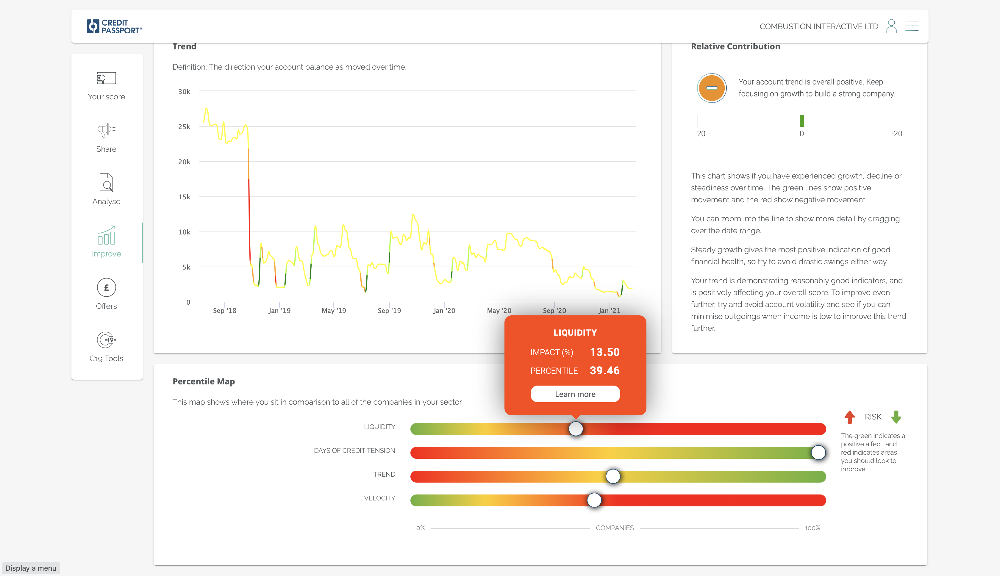 CREDIT
PASSPORT®
COMBUSTION INTERACTIVE LTD
Your score
Share
Analyse
Improve
£
Offers
-19-
C19 Tools
Trend
Definition: The direction your account balance as moved over time.
30k
25k
20k
15k
10k
5k
0
Sep '18
Jan '19
May '19
Sep '19
Jan '20
May '20
Sep '20
Jan '21
Relative Contribution
Your account trend is overall positive. Keep
focusing on growth to build a strong company.
20
0
-20
This chart shows if you have experienced growth, decline or
steadiness over time. The green lines show positive
movement and the red show negative movement.
You can zoom into the line to show more detail by dragging
over the date range.
Steady growth gives the most positive indication of good
financial health, so try to avoid drastic swings either way.
Your trend is demonstrating reasonably good indicators, and
is positively affecting your overall score. To improve even
further, try and avoid account volatility and see if you can
minimise outgoings when income is low to improve this trend
further.
LIQUIDITY
IMPACT (%) 13.50
PERCENTILE 39.46
Learn more
Percentile Map
This map shows where you sit in comparison to all of the companies in your sector.
LIQUIDITY
DAYS OF CREDIT TENSION
TREND
VELOCITY
0% COMPANIES 100%
RISK
The green indicates a
positive affect, and
red indicates areas
you should look to
improve.
Display a menu